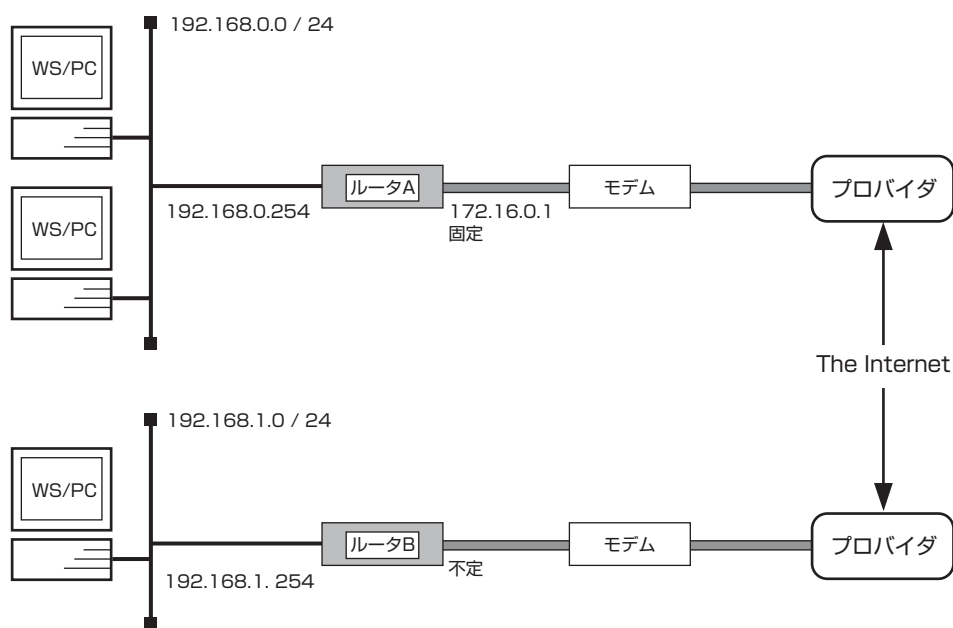 192.168.0.0 / 24
WS/PC
ルータA
モデム
プロバイダ
192.168.0.254
172.16.0.1
固定
WS/PC
The Internet
192.168.1.0 / 24
WS/PC
ルータB
モデム
プロバイダ
192.168.1. 254
不定